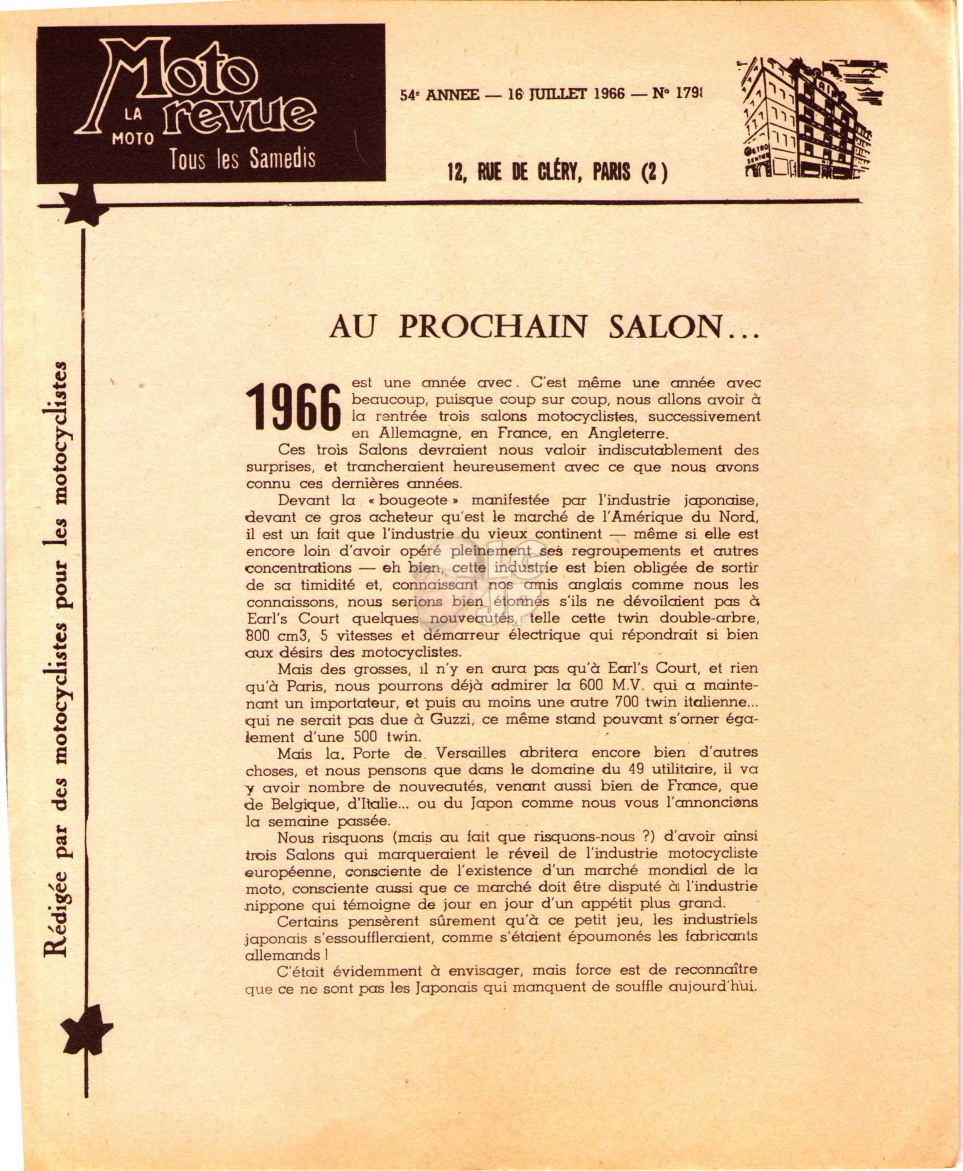 Moto
revue
LA
MOTO
Tous les Samedis
54e ANNEE — 16 JUILLET 1966 — No 1798
12, RUE DE CLÉRY, PARIS (2)
Rédigée par des motocyclistes pour les motocyclistes
AU PROCHAIN SALON...
1966 est une année avec. C'est même une année avec
beaucoup, puisque coup sur coup, nous allons avoir à
la rentrée trois salons motocyclistes, successivement
en Allemagne, en France, en Angleterre.
Ces trois Salons devraient nous valoir indiscutablement des
surprises, et trancheraient heureusement avec ce que nous avons
connu ces dernières années.
Devant la « bougeote » manifestée par l'industrie japonaise,
devant ce gros acheteur qu'est le marché de l'Amérique du Nord,
il est un fait que l'industrie du vieux continent — même si elle est
encore loin d'avoir opéré pleinement ses regroupements et autres
concentrations — eh bien, cette industrie est bien obligée de sortir
de sa timidité et, connaissant nos amis anglais comme nous les
connaissons, nous serions bien étonnés s'ils ne dévoilaient pas à
Earl's Court quelques nouveautés, telle cette twin double-arbre,
800 cm3, 5 vitesses et démarreur électrique qui répondrait si bien
aux désirs des motocyclistes.
Mais des grosses, il n'y en aura pas qu'à Earl's Court, et rien
qu'à Paris, nous pourrons déjà admirer la 600 M.V. qui a mainte-
nant un importateur, et puis au moins une autre 700 twin italienne...
qui ne serait pas due à Guzzi, ce même stand pouvant s'orner éga-
lement d'une 500 twin.
Mais la. Porte de Versailles abritera encore bien d'autres
choses, et nous pensons que dans le domaine du 49 utilitaire, il va
y avoir nombre de nouveautés, venant aussi bien de France, que
de Belgique, d'Italie... ou du Japon comme nous vous l'annoncions
la semaine passée.
Nous risquons (mais au fait que risquons-nous ?) d'avoir ainsi
trois Salons qui marqueraient le réveil de l'industrie motocycliste
européenne, consciente de l'existence d'un marché mondial de la
moto, consciente aussi que ce marché doit être disputé à l'industrie
nippone qui témoigne de jour en jour d'un appétit plus grand.
Certains pensèrent sûrement qu'à ce petit jeu, les industriels
japonais s'essouffleraient, comme s'étaient époumonés les fabricants
allemands !
C'était évidemment à envisager, mais force est de reconnaître
que ce ne sont pas les Japonais qui manquent de souffle aujourd'hui.